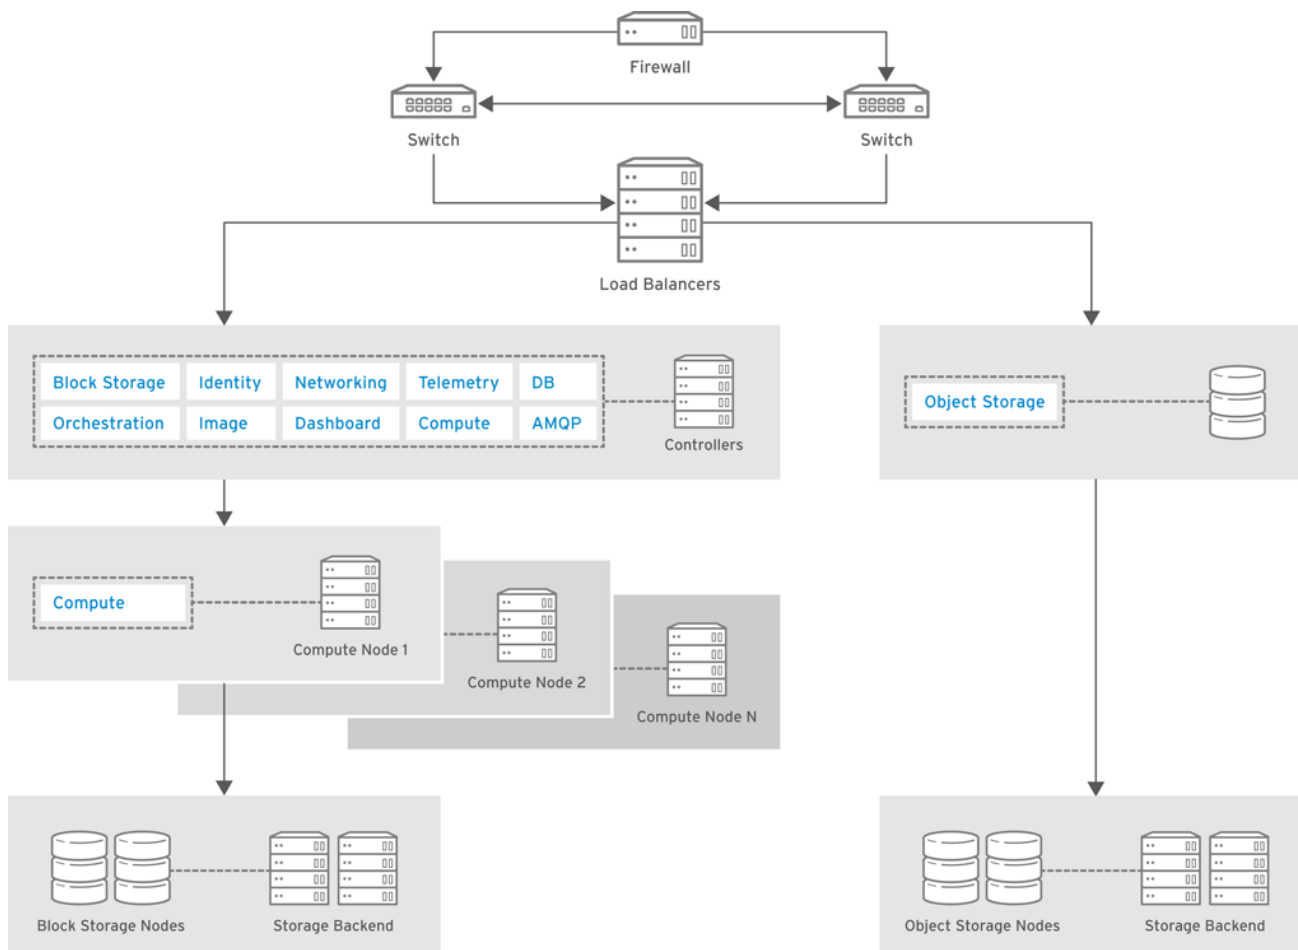 Firewall
Switch
Switch
Load Balancers
Block Storage
Identity
Networking
Telemetry
DB
Orchestration
Image
Dashboard
Compute
AMQP
Controllers
Object Storage
Compute
Compute Node 1
Compute Node 2
Compute Node N
Block Storage Nodes
Storage Backend
Object Storage Nodes
Storage Backend